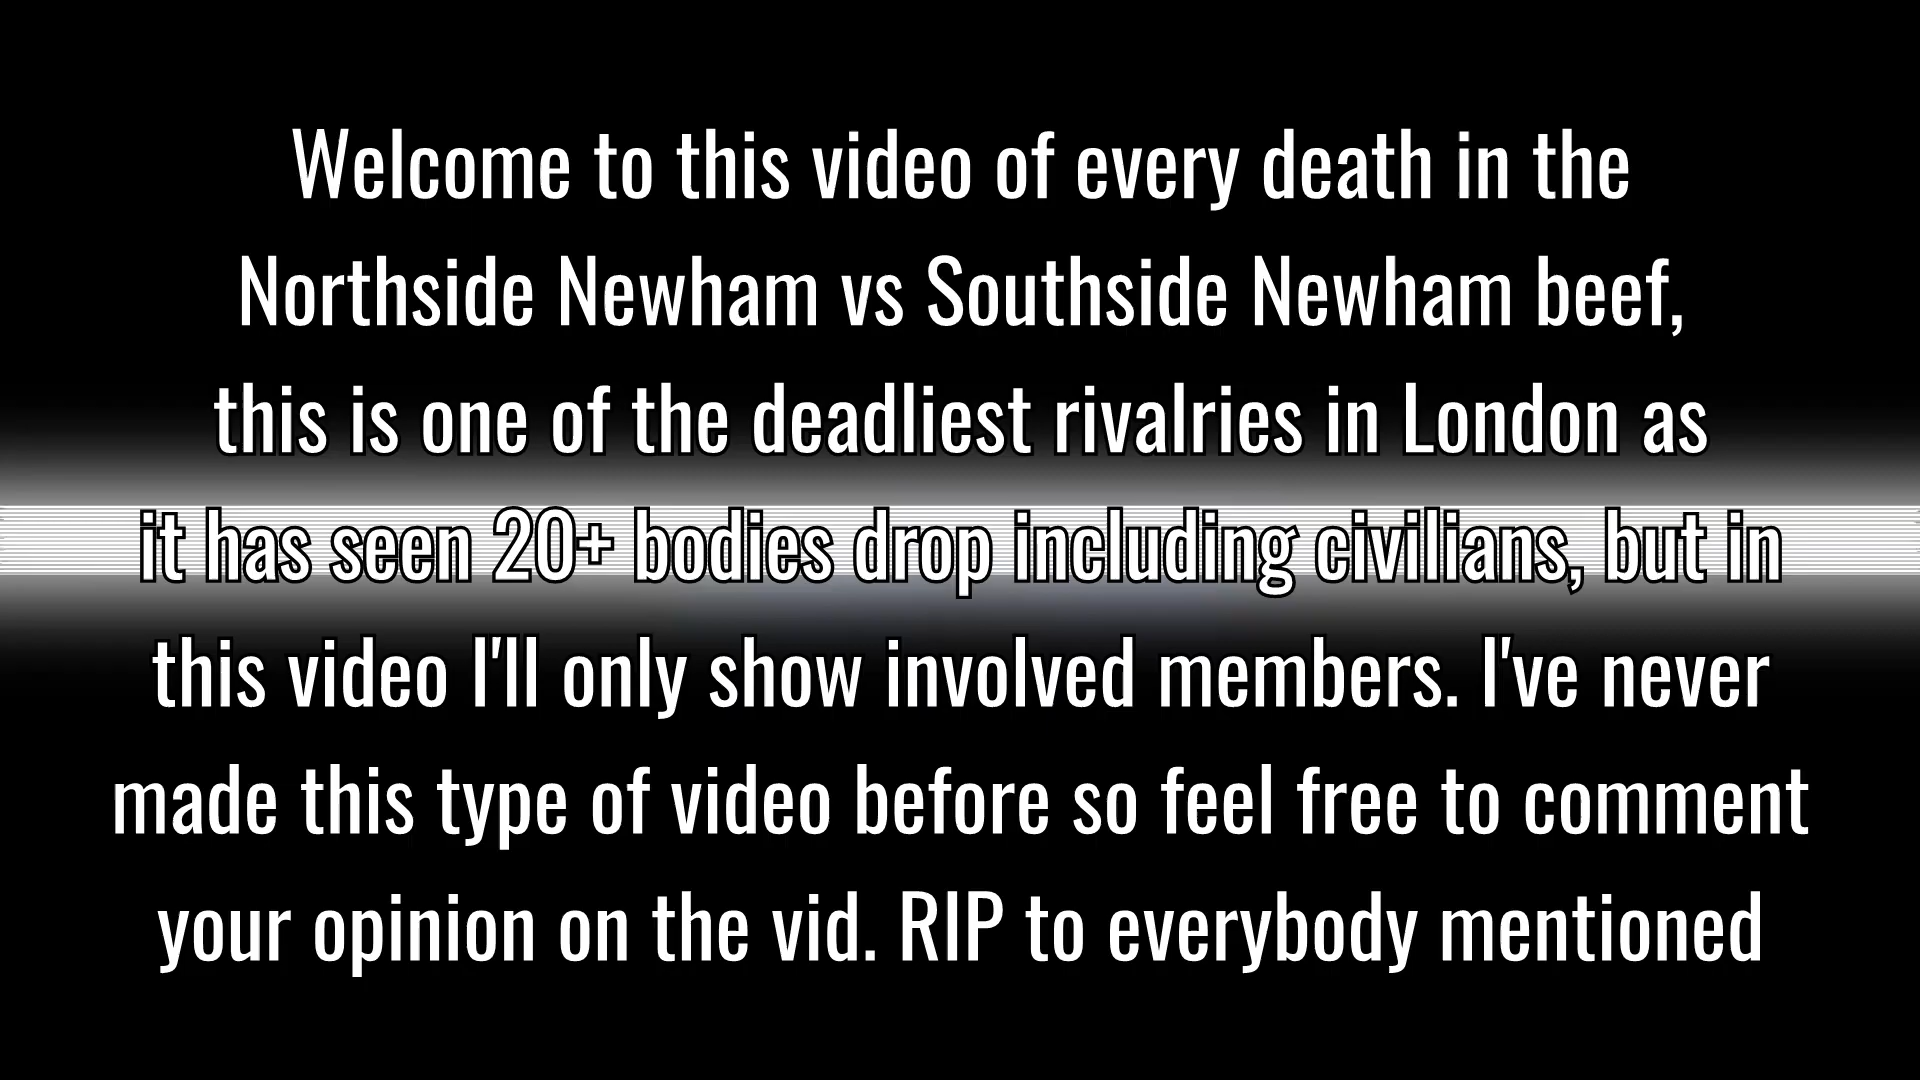 Welcome to this video of every death in the
Northside Newham vs Southside Newham beef,
this is one of the deadliest rivalries in London as
it has seen 20+ bodies drop including civilians, but in
this video I'll only show involved members. I've never
made this type of video before so feel free to comment
your opinion on the vid. RIP to everybody mentioned